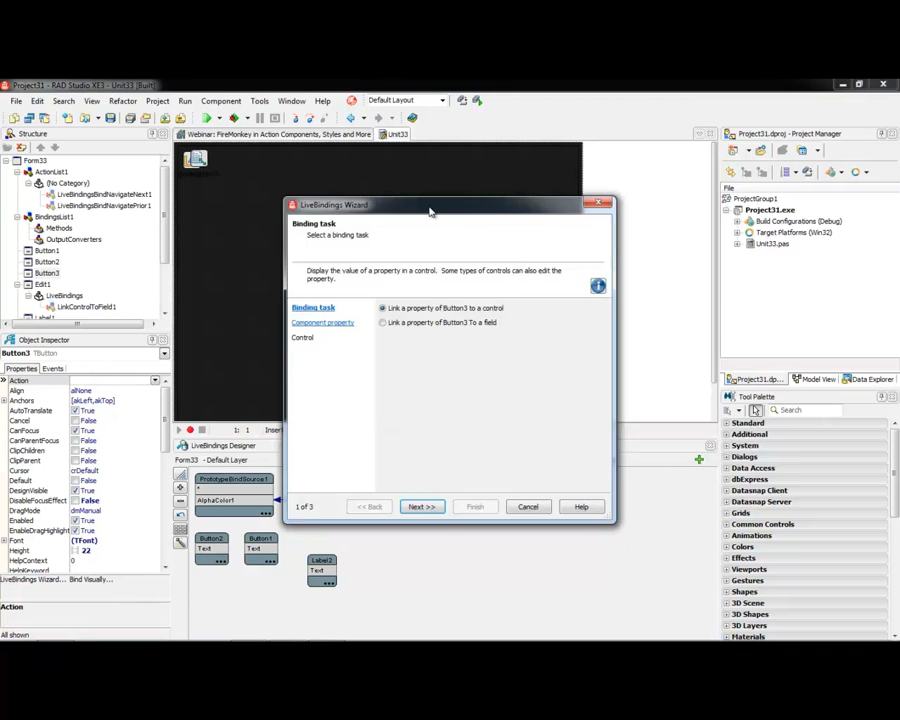 Project31 - RAD Studio XE3 - Unit33 [Built]
File Edit Search View Refactor Project Run Component Tools Window Help Default Layout
Structure
Form33
ActionList1
(No Category)
LiveBindingsBindNavigateNext1
LiveBindingsBindNavigatePrior1
BindingsList1
Methods
OutputConverters
Button1
Button2
Button3
Edit1
LiveBindings
LinkControlToField1
Label1
Object Inspector
Button3 TButton
Properties Events
Action
Align alNone
Anchors [akLeft,akTop]
AutoTranslate True
Cancel False
CanFocus True
CanParentFocus False
ClipChildren False
ClipParent False
Cursor crDefault
Default False
DesignVisible True
DisableFocusEffect False
DragMode dmManual
Enabled True
EnableDragHighlight True
Font (TFont)
Height 22
HelpContext 0
HelpKeyword
LiveBindings Wizard... Bind Visually...
Action
All shown
Webinar: FireMonkey in Action Components, Styles and More Unit33
LiveBindings Wizard
Binding task
Select a binding task
Display the value of a property in a control. Some types of controls can also edit the
property.
Binding task
Component property
Control
Link a property of Button3 to a control
Link a property of Button3 To a field
1 of 3 << Back Next >> Finish Cancel Help
1: 1
LiveBindings Designer
Form33 - Default Layer
PrototypeBindSource1
*
AlphaColor1
Button2
Text
Button1
Text
Label2
Text
Project31.dproj - Project Manager
File
ProjectGroup1
Project31.exe
Build Configurations (Debug)
Target Platforms (Win32)
Unit33.pas
Project31.dp... Model View Data Explorer
Tool Palette
Search
Standard
Additional
System
Dialogs
Data Access
dbExpress
Datasnap Client
Datasnap Server
Grids
Common Controls
Animations
Colors
Effects
Viewports
Gestures
Shapes
3D Scene
3D Shapes
3D Layers
Materials